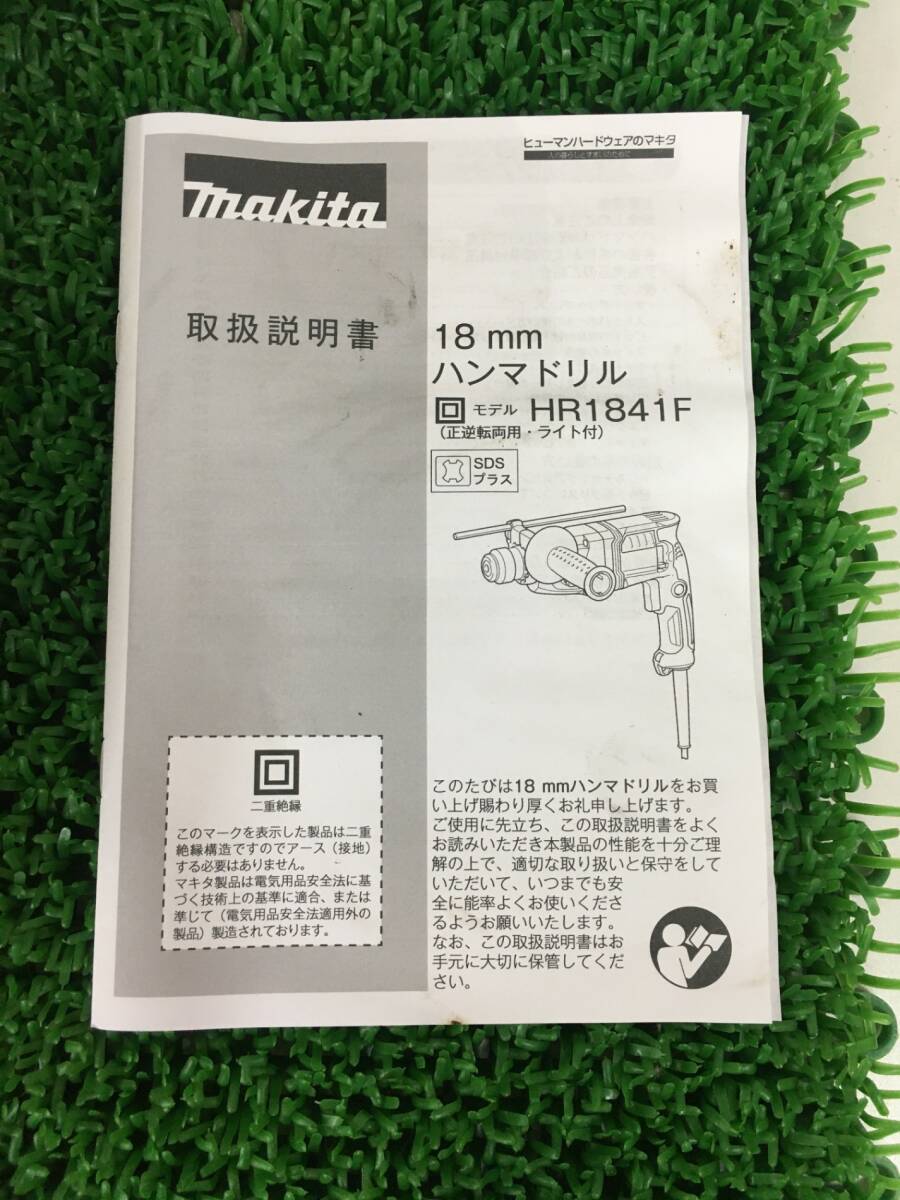 ヒューマンハードウェアのマキタ
人の暮らしとすまいのために
makita
取扱説明書
18 mm
ハンマドリル
モデル HR1841F
（正逆転両用・ライト付）
SDS
プラス
二重絶縁
このマークを表示した製品は二重
絶縁構造ですのでアース（接地）
する必要はありません。
マキタ製品は電気用品安全法に基
づく技術上の基準に適合、または
準じて（電気用品安全法適用外の
製品）製造されております。
このたびは18 mmハンマドリルをお買
い上げ賜わり厚くお礼申し上げます。
ご使用に先立ち、この取扱説明書をよく
お読みいただき本製品の性能を十分ご理
解の上で、適切な取り扱いと保守をして
いただいて、いつまでも安
全に能率よくお使いくださ
るようお願いいたします。
なお、この取扱説明書はお
手元に大切に保管してくだ
さい。